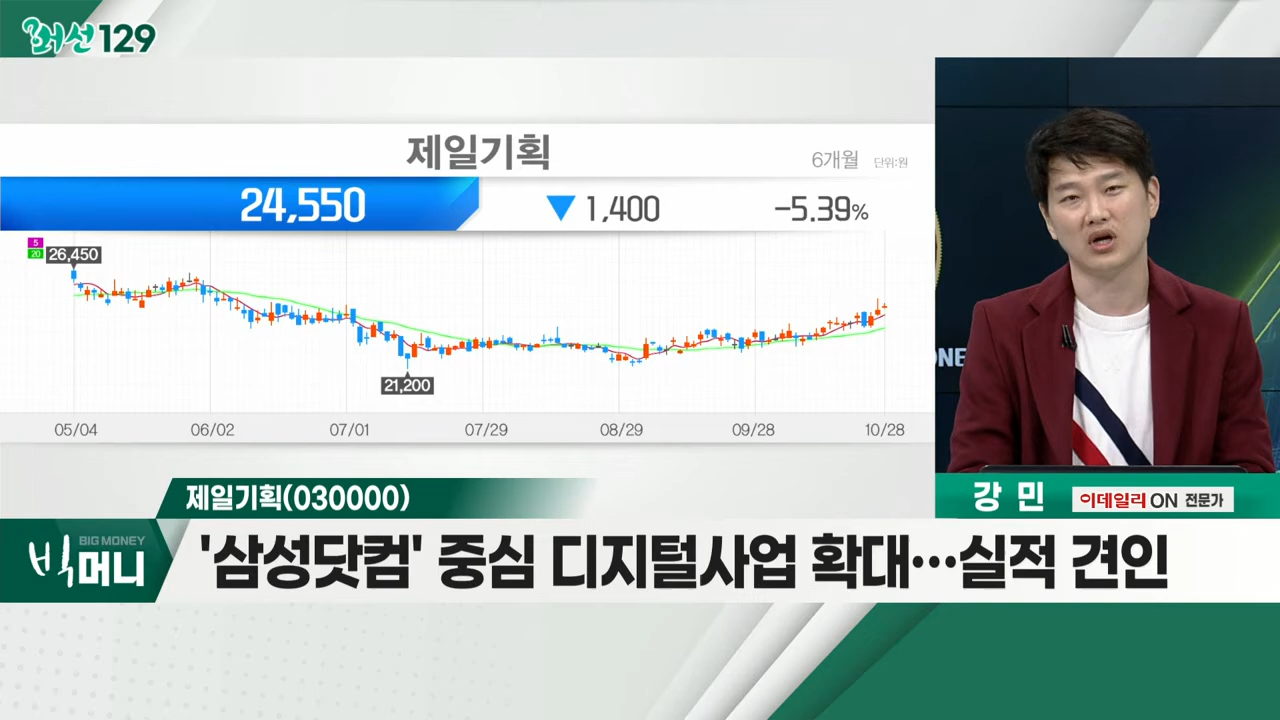 최선129
제일기획
6개월
단위:원
24,550
▼1,400
-5.39%
5
20
26,450
21,200
05/04
06/02
07/01
07/29
08/29
09/28
10/28
ONE
제일기획(030000)
강 민
이데일리ON 전문가
BIG MONEY
빅머니
'삼성닷컴' 중심 디지털사업 확대…실적 견인